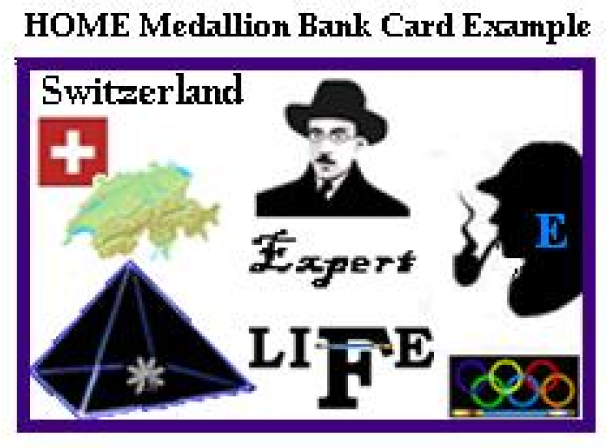 HOME Medallion Bank Card Example
Switzerland
Expert
E
LIFE